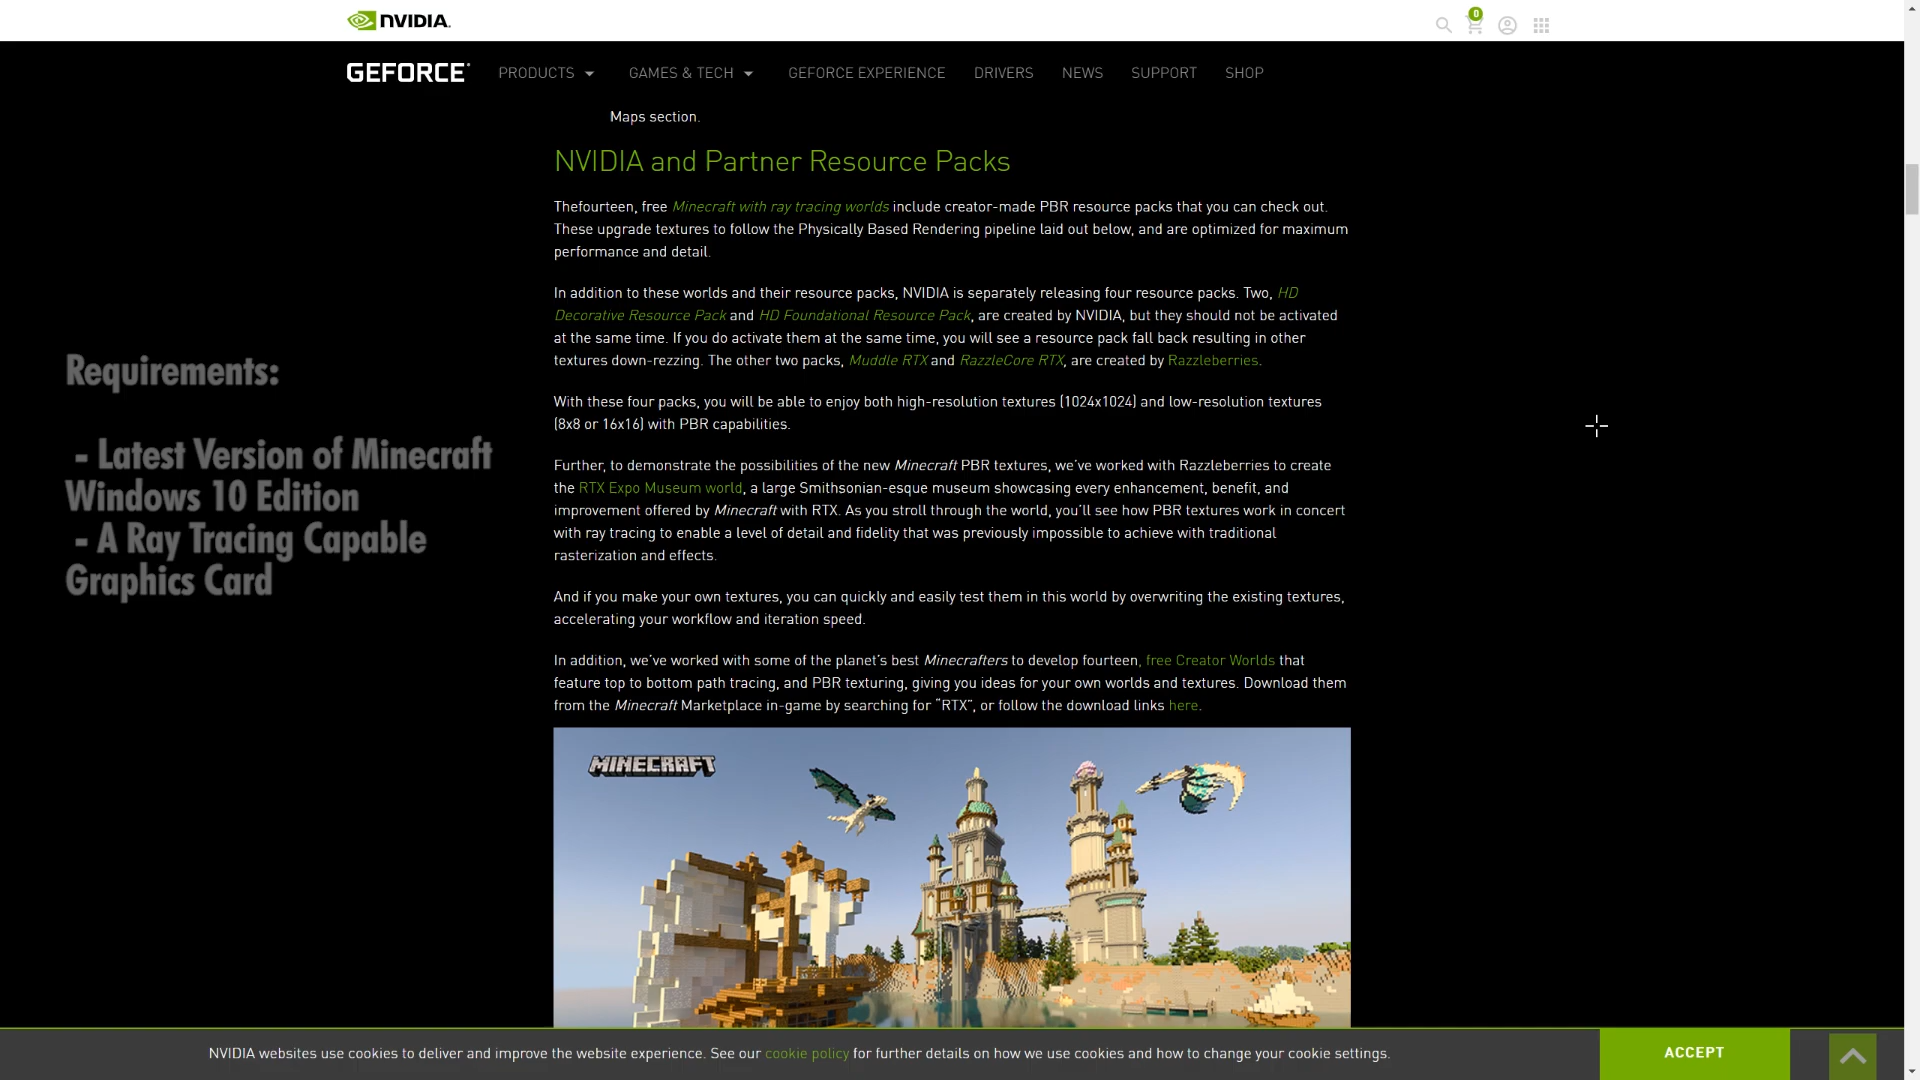 NVIDIA.
0
GEFORCE
PRODUCTS
GAMES & TECH
GEFORCE EXPERIENCE
DRIVERS
NEWS
SUPPORT
SHOP
Maps section.
NVIDIA and Partner Resource Packs
Thefourteen, free Minecraft with ray tracing worlds include creator-made PBR resource packs that you can check out.
These upgrade textures to follow the Physically Based Rendering pipeline laid out below, and are optimized for maximum
performance and detail.
In addition to these worlds and their resource packs, NVIDIA is separately releasing four resource packs. Two, HD
Decorative Resource Pack and HD Foundational Resource Pack, are created by NVIDIA, but they should not be activated
at the same time. If you do activate them at the same time, you will see a resource pack fall back resulting in other
textures down-rezzing. The other two packs, Muddle RTX and RazzleCore RTX, are created by Razzleberries.
With these four packs, you will be able to enjoy both high-resolution textures (1024x1024) and low-resolution textures
(8x8 or 16x16) with PBR capabilities.
Further, to demonstrate the possibilities of the new Minecraft PBR textures, we've worked with Razzleberries to create
the RTX Expo Museum world, a large Smithsonian-esque museum showcasing every enhancement, benefit, and
improvement offered by Minecraft with RTX. As you stroll through the world, you'll see how PBR textures work in concert
with ray tracing to enable a level of detail and fidelity that was previously impossible to achieve with traditional
rasterization and effects.
And if you make your own textures, you can quickly and easily test them in this world by overwriting the existing textures,
accelerating your workflow and iteration speed.
In addition, we've worked with some of the planet's best Minecrafters to develop fourteen, free Creator Worlds that
feature top to bottom path tracing, and PBR texturing, giving you ideas for your own worlds and textures. Download them
from the Minecraft Marketplace in-game by searching for "RTX", or follow the download links here.
Requirements:
- Latest Version of Minecraft
Windows 10 Edition
- A Ray Tracing Capable
Graphics Card
MINECRAFT
NVIDIA websites use cookies to deliver and improve the website experience. See our cookie policy for further details on how we use cookies and how to change your cookie settings.
ACCEPT